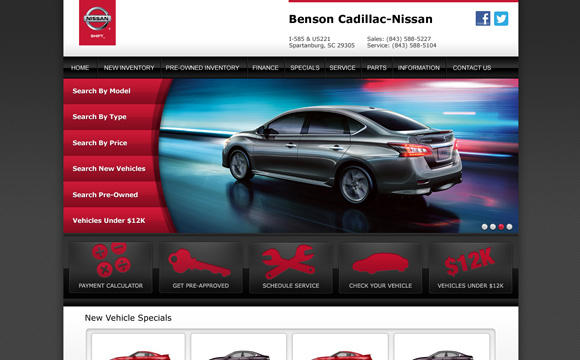 NISSAN
SHIFT_
Benson Cadillac-Nissan
I-585 & US221
Spartanburg, SC 29305
Sales: (843) 588-5227
Service: (843) 588-5104
HOME NEW INVENTORY PRE-OWNED INVENTORY FINANCE SPECIALS SERVICE PARTS INFORMATION CONTACT US
Search By Model
Search By Type
Search By Price
Search New Vehicles
Search Pre-Owned
Vehicles Under $12K
$12K
PAYMENT CALCULATOR GET PRE-APPROVED SCHEDULE SERVICE CHECK YOUR VEHICLE VEHICLES UNDER $12K
New Vehicle Specials